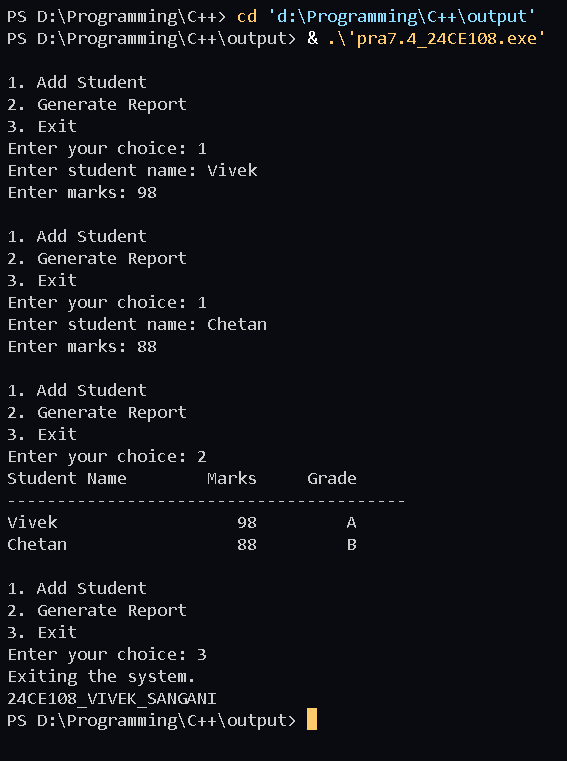 PS D:\Programming\C++> cd 'd:\Programming\C++\output'
PS D:\Programming\C++\output> & .\'pra7.4_24CE108.exe'

1. Add Student
2. Generate Report
3. Exit
Enter your choice: 1
Enter student name: Vivek
Enter marks: 98

1. Add Student
2. Generate Report
3. Exit
Enter your choice: 1
Enter student name: Chetan
Enter marks: 88

1. Add Student
2. Generate Report
3. Exit
Enter your choice: 2
Student Name        Marks     Grade
----------------------------------------
Vivek                  98         A
Chetan                 88         B

1. Add Student
2. Generate Report
3. Exit
Enter your choice: 3
Exiting the system.
24CE108_VIVEK_SANGANI
PS D:\Programming\C++\output>